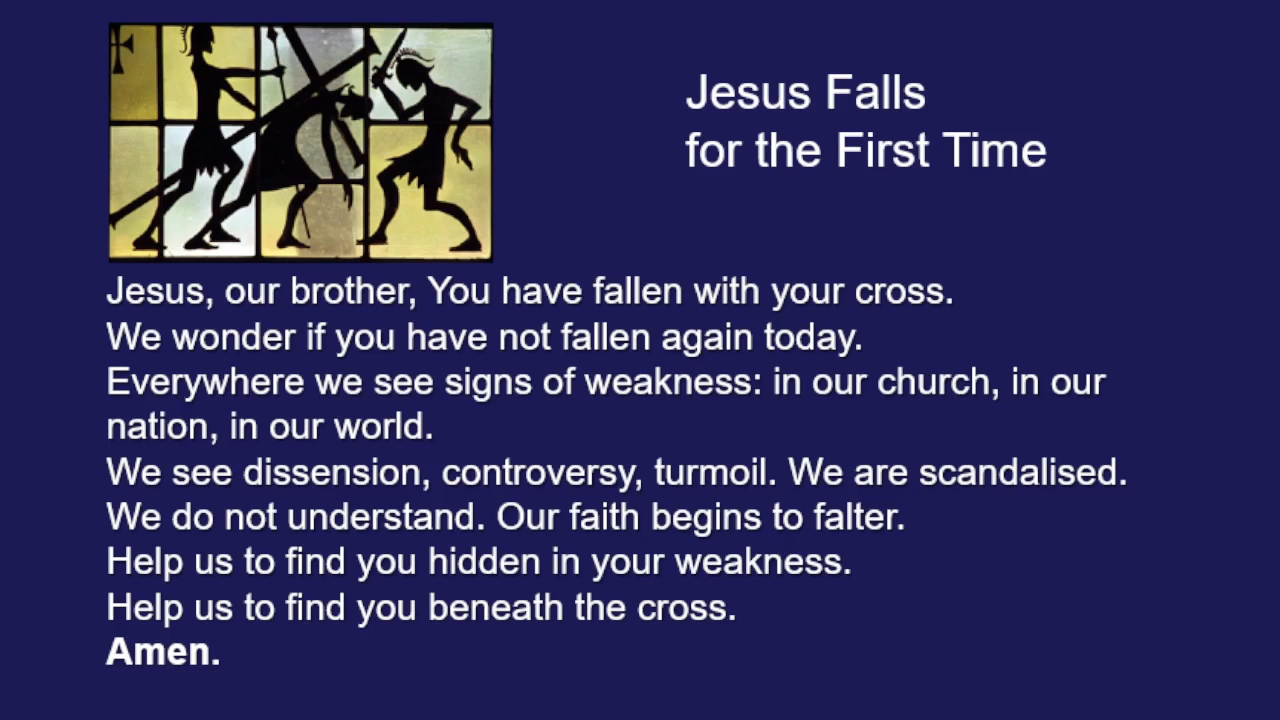 Jesus Falls
for the First Time
Jesus, our brother, You have fallen with your cross.
We wonder if you have not fallen again today.
Everywhere we see signs of weakness: in our church, in our
nation, in our world.
We see dissension, controversy, turmoil. We are scandalised.
We do not understand. Our faith begins to falter.
Help us to find you hidden in your weakness.
Help us to find you beneath the cross.
Amen.